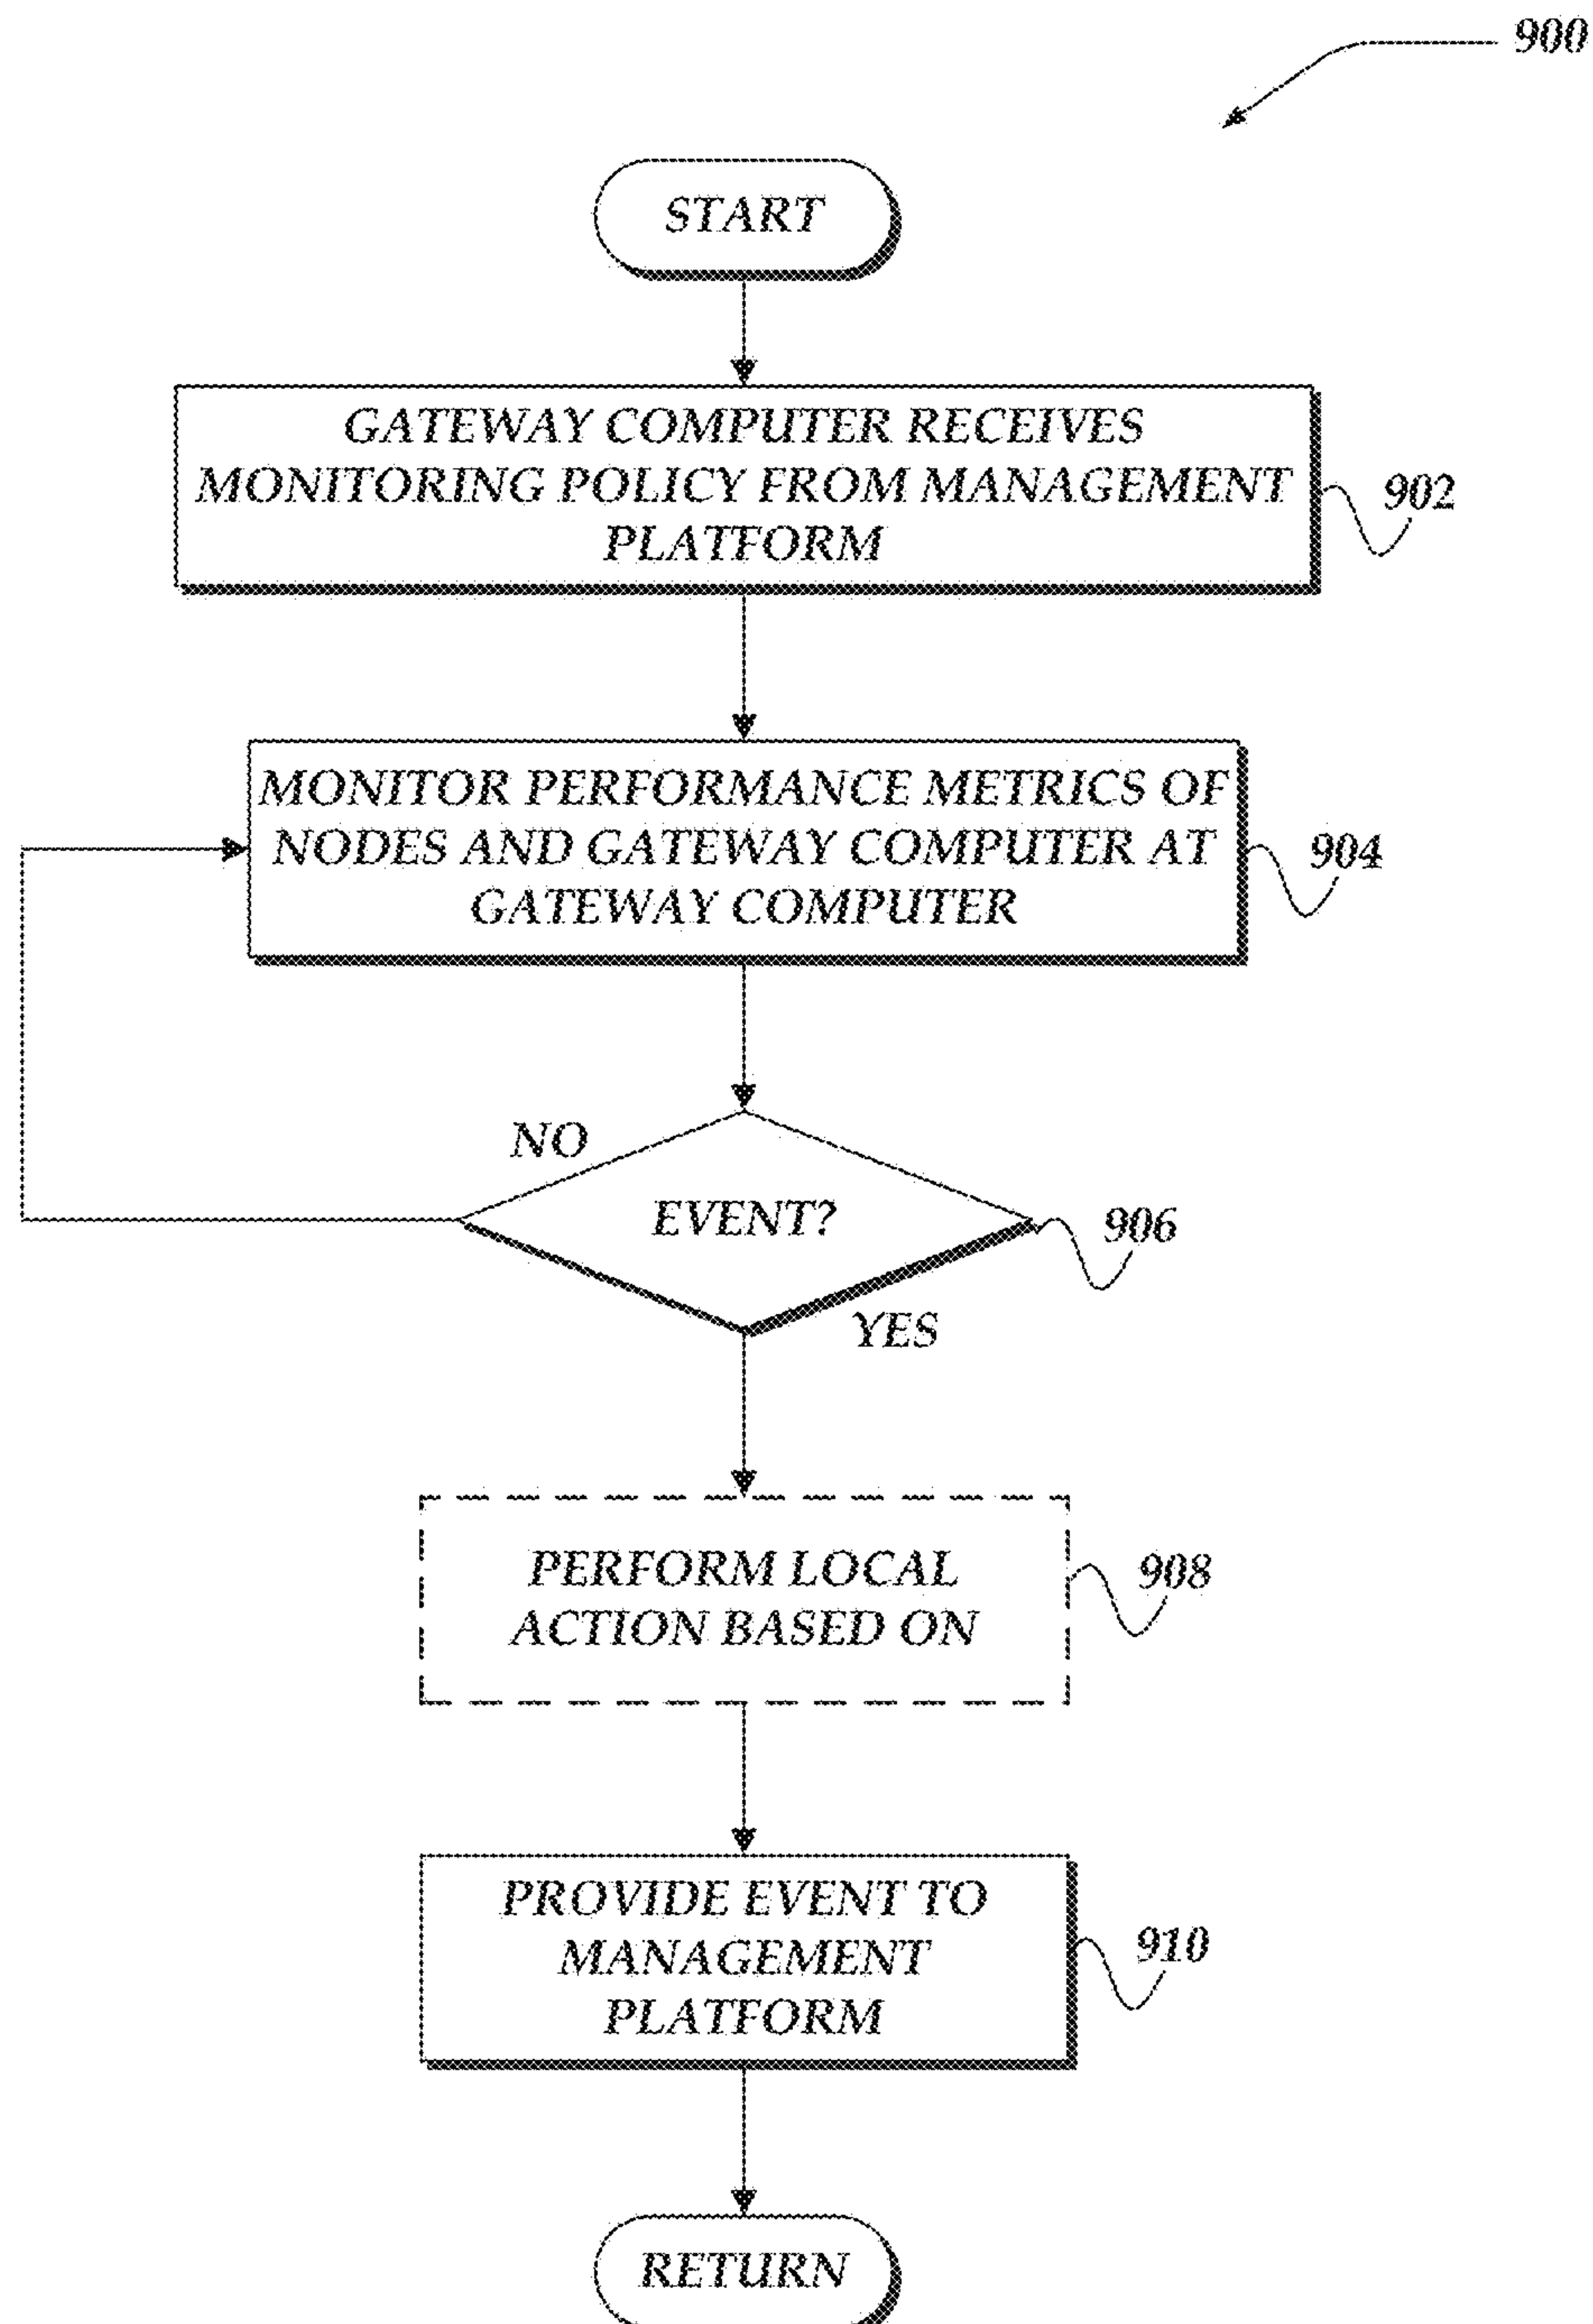 900
START
GATEWAY COMPUTER RECEIVES
MONITORING POLICY FROM MANAGEMENT
PLATFORM
902
MONITOR PERFORMANCE METRICS OF
NODES AND GATEWAY COMPUTER AT
GATEWAY COMPUTER
904
NO
EVENT?
906
YES
PERFORM LOCAL
ACTION BASED ON
908
PROVIDE EVENT TO
MANAGEMENT
PLATFORM
910
RETURN